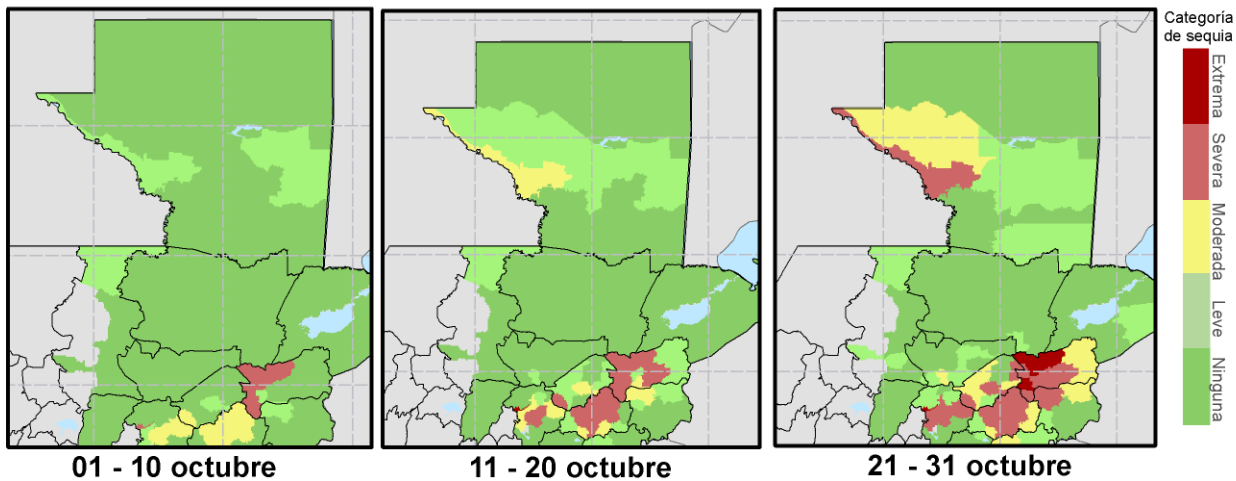 Categoría
de sequia
Extrema
Severa
Moderada
Leve
Ninguna
01 - 10 octubre
11 - 20 octubre
21 - 31 octubre